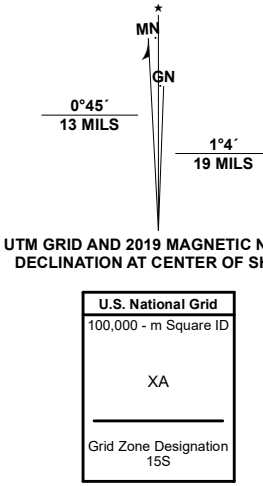 MN
GN
0°45´
13 MILS
1°4´
19 MILS
UTM GRID AND 2019 MAGNETIC
DECLINATION AT CENTER OF
U.S. National Grid
100,000 - m Square ID
XA
Grid Zone Designation
15S